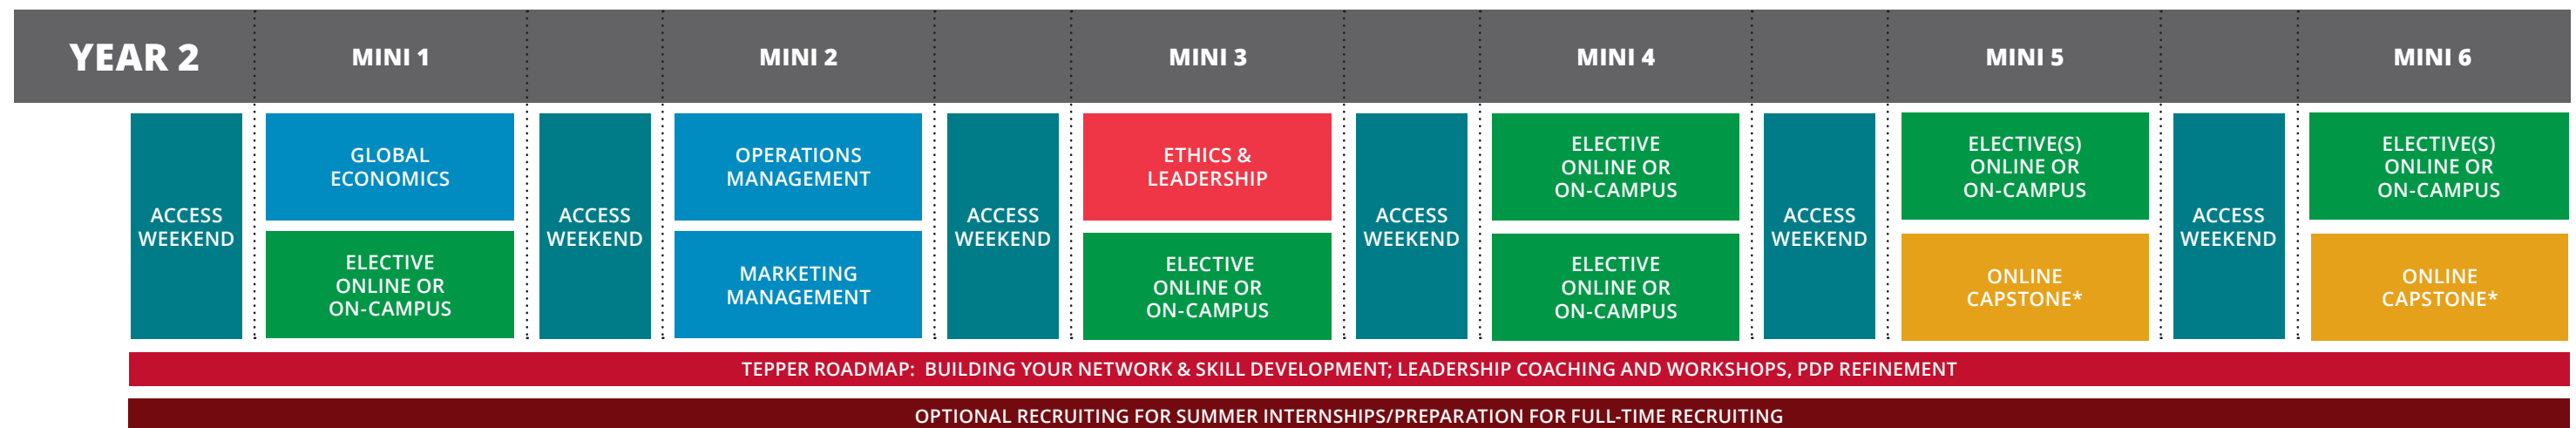 YEAR 2
MINI 1
MINI 2
MINI 3
MINI 4
MINI 5
MINI 6
ACCESS
WEEKEND
GLOBAL
ECONOMICS
ELECTIVE
ONLINE OR
ON-CAMPUS
ACCESS
WEEKEND
OPERATIONS
MANAGEMENT
MARKETING
MANAGEMENT
ACCESS
WEEKEND
ETHICS &
LEADERSHIP
ELECTIVE
ONLINE OR
ON-CAMPUS
ACCESS
WEEKEND
ELECTIVE
ONLINE OR
ON-CAMPUS
ELECTIVE
ONLINE OR
ON-CAMPUS
ACCESS
WEEKEND
ELECTIVE(S)
ONLINE OR
ON-CAMPUS
ONLINE
CAPSTONE*
ACCESS
WEEKEND
ELECTIVE(S)
ONLINE OR
ON-CAMPUS
ONLINE
CAPSTONE*
TEPPER ROADMAP: BUILDING YOUR NETWORK & SKILL DEVELOPMENT; LEADERSHIP COACHING AND WORKSHOPS, PDP REFINEMENT
OPTIONAL RECRUITING FOR SUMMER INTERNSHIPS/PREPARATION FOR FULL-TIME RECRUITING